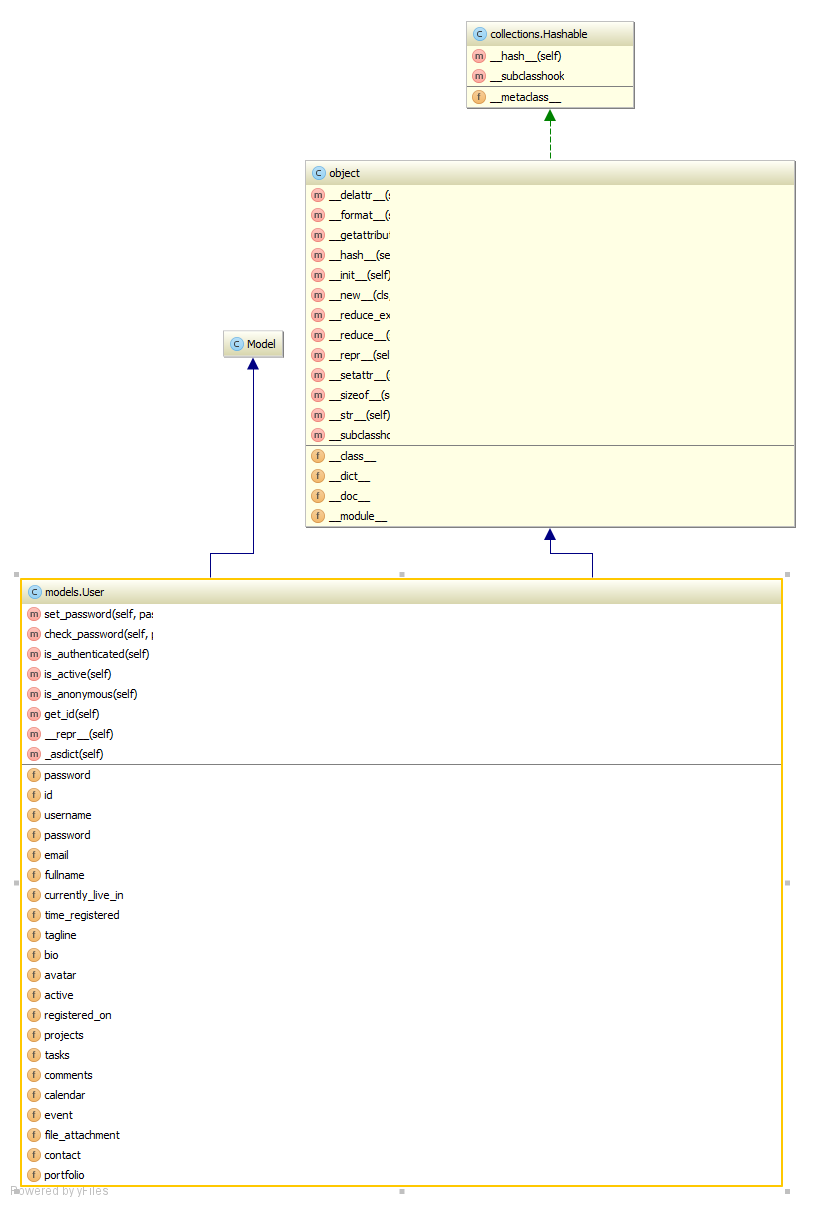 collections.Hashable
__hash__(self)
__subclasshook
__metaclass__
object
__delattr__(
__format__(
__getattribut
__hash__(se
__init__(self)
__new__(cls,
__reduce_ex
__reduce__(
__repr__(sel
__setattr__(
__sizeof__(s
__str__(self)
__subclassho
__class__
__dict__
__doc__
__module__
Model
models.User
set_password(self, pas
check_password(self, p
is_authenticated(self)
is_active(self)
is_anonymous(self)
get_id(self)
__repr__(self)
_asdict(self)
password
id
username
password
email
fullname
currently_live_in
time_registered
tagline
bio
avatar
active
registered_on
projects
tasks
comments
calendar
event
file_attachment
contact
portfolio
Powered by yFiles